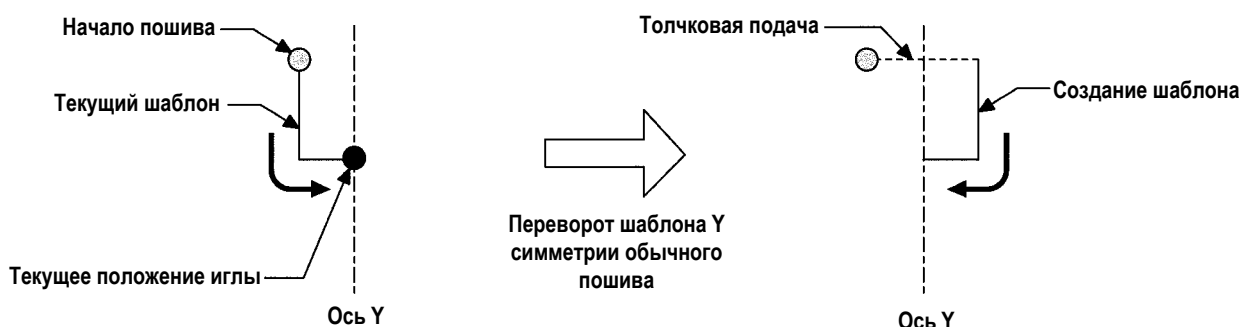 Начало пошива
Текущий шаблон
Текущее положение иглы
Ось Y
Переворот шаблона Y
симметрии обычного
пошива
Толчковая подача
Создание шаблона
Ось Y